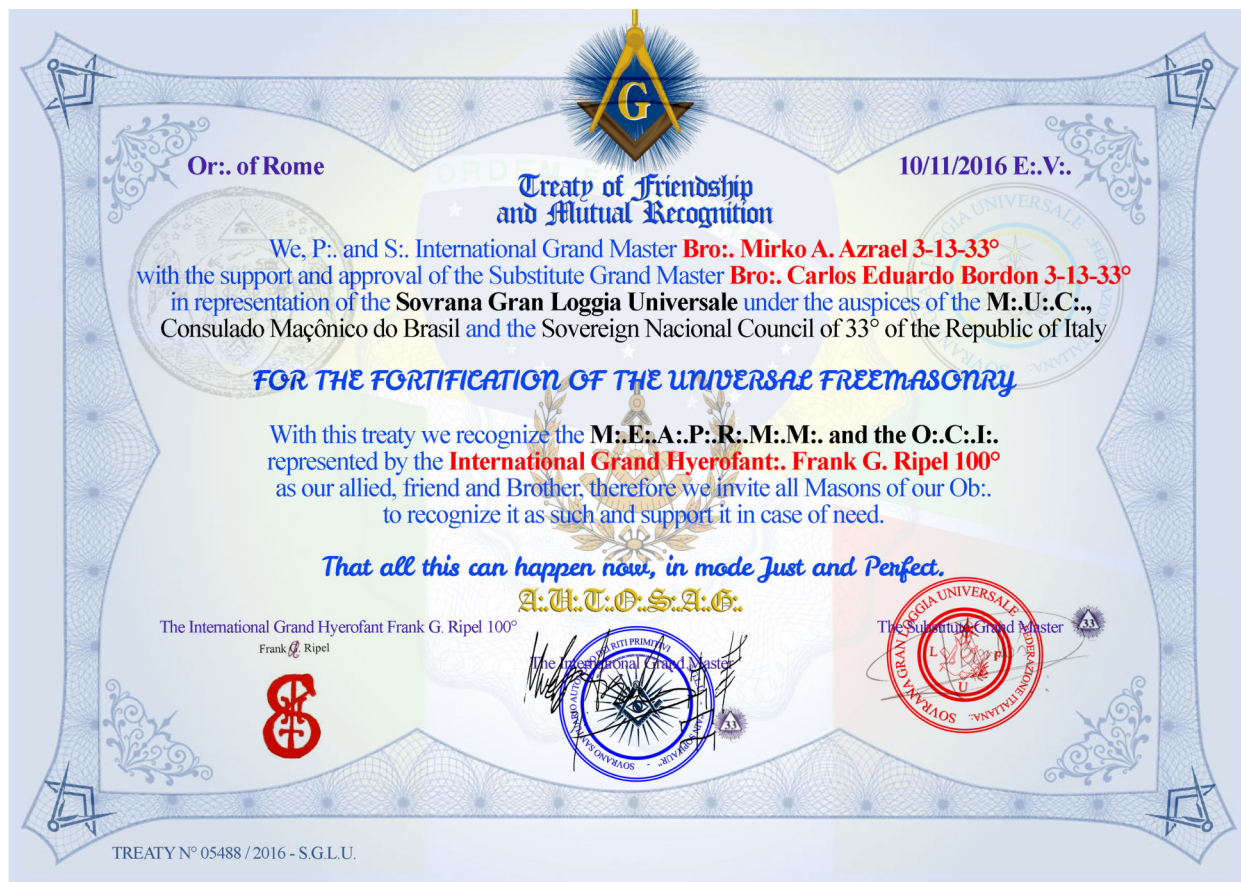 G
Or:. of Rome
10/11/2016 E:.V:.
ORDEM E
Treaty of Friendship
and Mutual Recognition
We, P:. and S:. International Grand Master Bro:. Mirko A. Azrael 3-13-33°
with the support and approval of the Substitute Grand Master Bro:. Carlos Eduardo Bordon 3-13-33°
in representation of the Sovrana Gran Loggia Universale under the auspices of the M:.U:.C:.,
Consulado Maçônico do Brasil and the Sovereign Nacional Council of 33° of the Republic of Italy
FOR THE FORTIFICATION OF THE UNIVERSAL FREEMASONRY
With this treaty we recognize the M:.E:.A:.P:.R:.M:.M:. and the O:.C:.I:.
represented by the International Grand Hyerofant:. Frank G. Ripel 100°
as our allied, friend and Brother, therefore we invite all Masons of our Ob:.
to recognize it as such and support it in case of need.
That all this can happen now, in mode Just and Perfect.
A:.U:.T:.O:.S:.A:.G:.
The International Grand Hyerofant Frank G. Ripel 100°
Frank G. Ripel
The International Grand Master
33
The Substitute Grand Master
33
SOVRANA GRAN LOGGIA UNIVERSALE FEDERAZIONE ITALIANA:.
L P U
SOVRANO SANTUARIO DEI RITI PRIMITIVI
TREATY N° 05488 / 2016 - S.G.L.U.